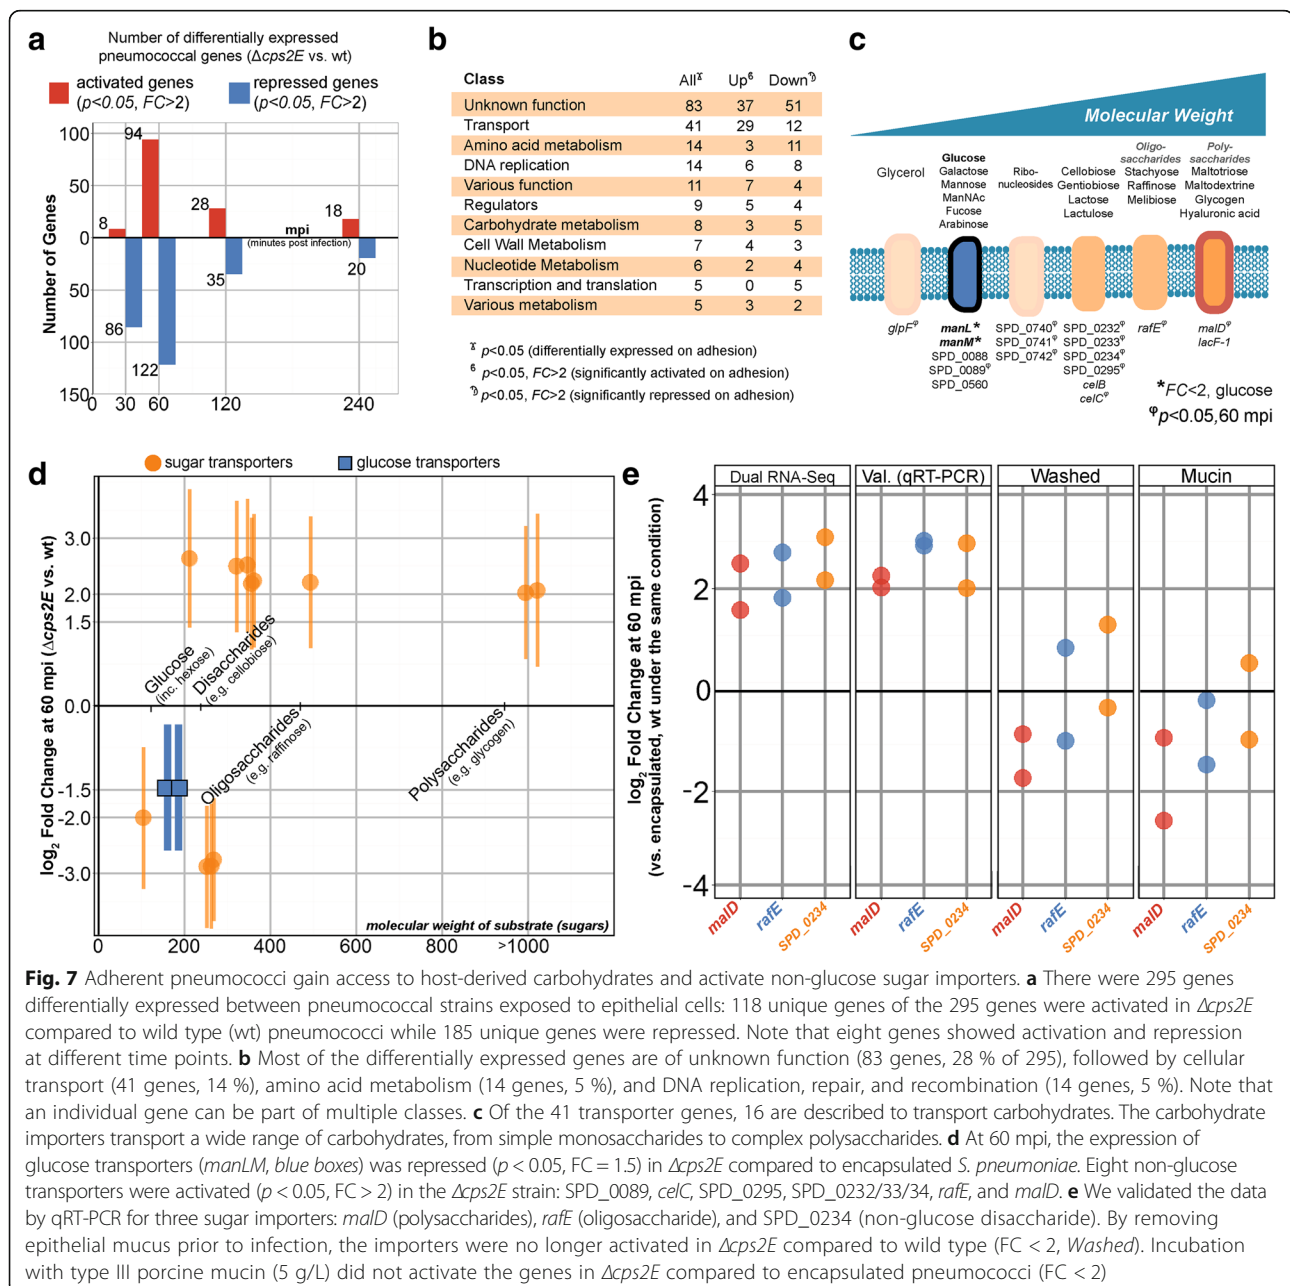 a
Number of differentially expressed
pneumococcal genes (Δcps2E vs. wt)
activated genes
(p<0.05, FC>2)
repressed genes
(p<0.05, FC>2)
Number of Genes
100
50
0
50
100
150
94
8
28
18
86
122
35
20
mpi
(minutes post infection)
0 30 60 120 240
b
Class All⁠ Up⁶ Down
Unknown function 83 37 51
Transport 41 29 12
Amino acid metabolism 14 3 11
DNA replication 14 6 8
Various function 11 7 4
Regulators 9 5 4
Carbohydrate metabolism 8 3 5
Cell Wall Metabolism 7 4 3
Nucleotide Metabolism 6 2 4
Transcription and translation 5 0 5
Various metabolism 5 3 2
p<0.05 (differentially expressed on adhesion)
⁶ p<0.05, FC>2 (significantly activated on adhesion)
p<0.05, FC>2 (significantly repressed on adhesion)
c
Molecular Weight
Glycerol
Glucose
Galactose
Mannose
ManNAc
Fucose
Arabinose
Ribo-
nucleosides
Cellobiose
Gentiobiose
Lactose
Lactulose
Oligo-
saccharides
Stachyose
Raffinose
Melibiose
Poly-
saccharides
Maltotriose
Maltodextrine
Glycogen
Hyaluronic acid
glpFᵠ
manL*
manM*
SPD_0088
SPD_0089ᵠ
SPD_0560
SPD_0740ᵠ
SPD_0741ᵠ
SPD_0742ᵠ
SPD_0232ᵠ
SPD_0233ᵠ
SPD_0234ᵠ
SPD_0295ᵠ
celB
celCᵠ
rafEᵠ
malDᵠ
lacF-1
*FC<2, glucose
ᵠp<0.05,60 mpi
d
sugar transporters
glucose transporters
log₂ Fold Change at 60 mpi (Δcps2E vs. wt)
3.0
2.0
1.5
0.0
-1.5
-2.0
-3.0
Glucose
(inc. hexose)
Disaccharides
(e.g. cellobiose)
Oligosaccharides
(e.g. raffinose)
Polysaccharides
(e.g. glycogen)
molecular weight of substrate (sugars)
0 200 400 600 800 >1000
e
log₂ Fold Change at 60 mpi
(vs. encapsulated, wt under the same condition)
Dual RNA-Seq Val. (qRT-PCR) Washed Mucin
4
2
0
-2
-4
malD rafE SPD_0234 malD rafE SPD_0234 malD rafE SPD_0234 malD rafE SPD_0234
Fig. 7 Adherent pneumococci gain access to host-derived carbohydrates and activate non-glucose sugar importers. a There were 295 genes
differentially expressed between pneumococcal strains exposed to epithelial cells: 118 unique genes of the 295 genes were activated in Δcps2E
compared to wild type (wt) pneumococci while 185 unique genes were repressed. Note that eight genes showed activation and repression
at different time points. b Most of the differentially expressed genes are of unknown function (83 genes, 28 % of 295), followed by cellular
transport (41 genes, 14 %), amino acid metabolism (14 genes, 5 %), and DNA replication, repair, and recombination (14 genes, 5 %). Note that
an individual gene can be part of multiple classes. c Of the 41 transporter genes, 16 are described to transport carbohydrates. The carbohydrate
importers transport a wide range of carbohydrates, from simple monosaccharides to complex polysaccharides. d At 60 mpi, the expression of
glucose transporters (manLM, blue boxes) was repressed (p < 0.05, FC = 1.5) in Δcps2E compared to encapsulated S. pneumoniae. Eight non-glucose
transporters were activated (p < 0.05, FC > 2) in the Δcps2E strain: SPD_0089, celC, SPD_0295, SPD_0232/33/34, rafE, and malD. e We validated the data
by qRT-PCR for three sugar importers: malD (polysaccharides), rafE (oligosaccharide), and SPD_0234 (non-glucose disaccharide). By removing
epithelial mucus prior to infection, the importers were no longer activated in Δcps2E compared to wild type (FC < 2, Washed). Incubation
with type III porcine mucin (5 g/L) did not activate the genes in Δcps2E compared to encapsulated pneumococci (FC < 2)